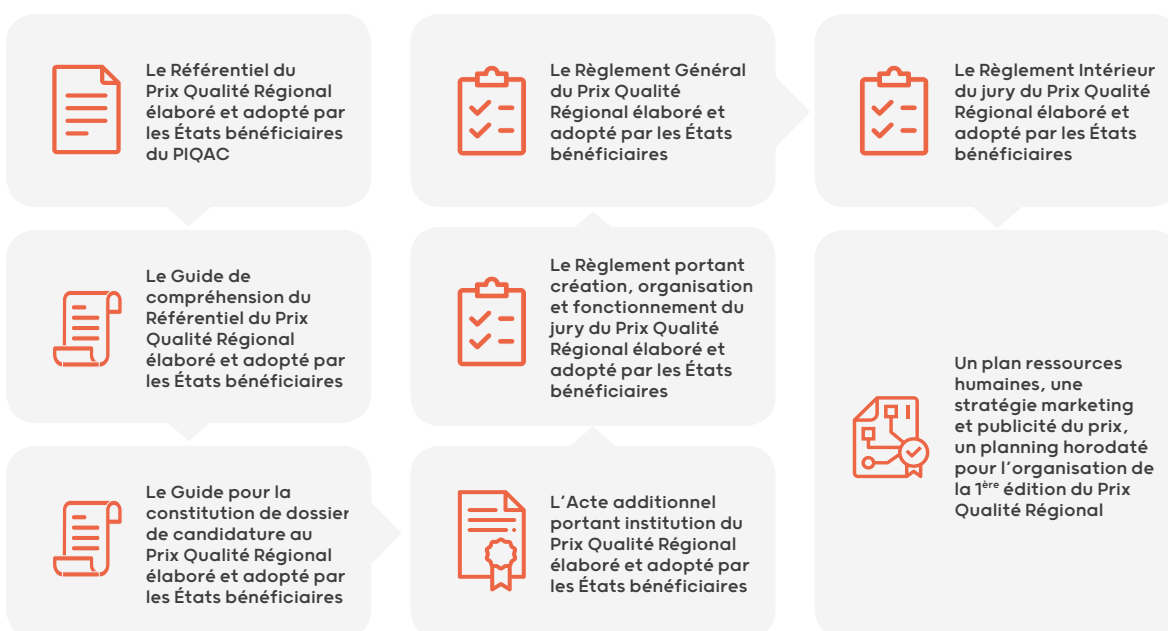 Le Référentiel du
Prix Qualité Régional
élaboré et adopté par
les États bénéficiaires
du PIQAC
Le Guide de
compréhension du
Référentiel du Prix
Qualité Régional
élaboré et adopté par
les États bénéficiaires
Le Guide pour la
constitution de dossier
de candidature au
Prix Qualité Régional
élaboré et adopté par
les États bénéficiaires
L'Acte additionnel
portant institution du
Prix Qualité Régional
élaboré et adopté par
les États bénéficiaires
Le Règlement portant
création, organisation
et fonctionnement du
jury du Prix Qualité
Régional élaboré et
adopté par les États
bénéficiaires
Le Règlement Général
du Prix Qualité
Régional élaboré et
adopté par les États
bénéficiaires
Le Règlement Intérieur
du jury du Prix Qualité
Régional élaboré et
adopté par les États
bénéficiaires
Un plan ressources
humaines, une
stratégie marketing
et publicité du prix,
un planning horodaté
pour l'organisation de
la 1ère édition du Prix
Qualité Régional